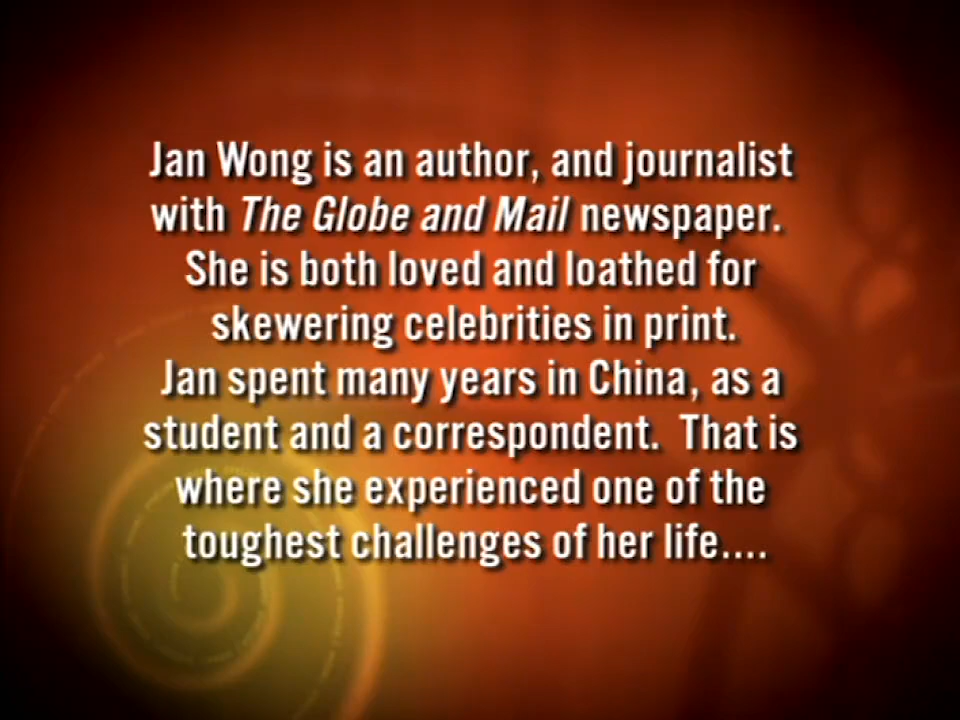 Jan Wong is an author, and journalist
with The Globe and Mail newspaper.
She is both loved and loathed for
skewering celebrities in print.
Jan spent many years in China, as a
student and a correspondent.  That is
where she experienced one of the
toughest challenges of her life....